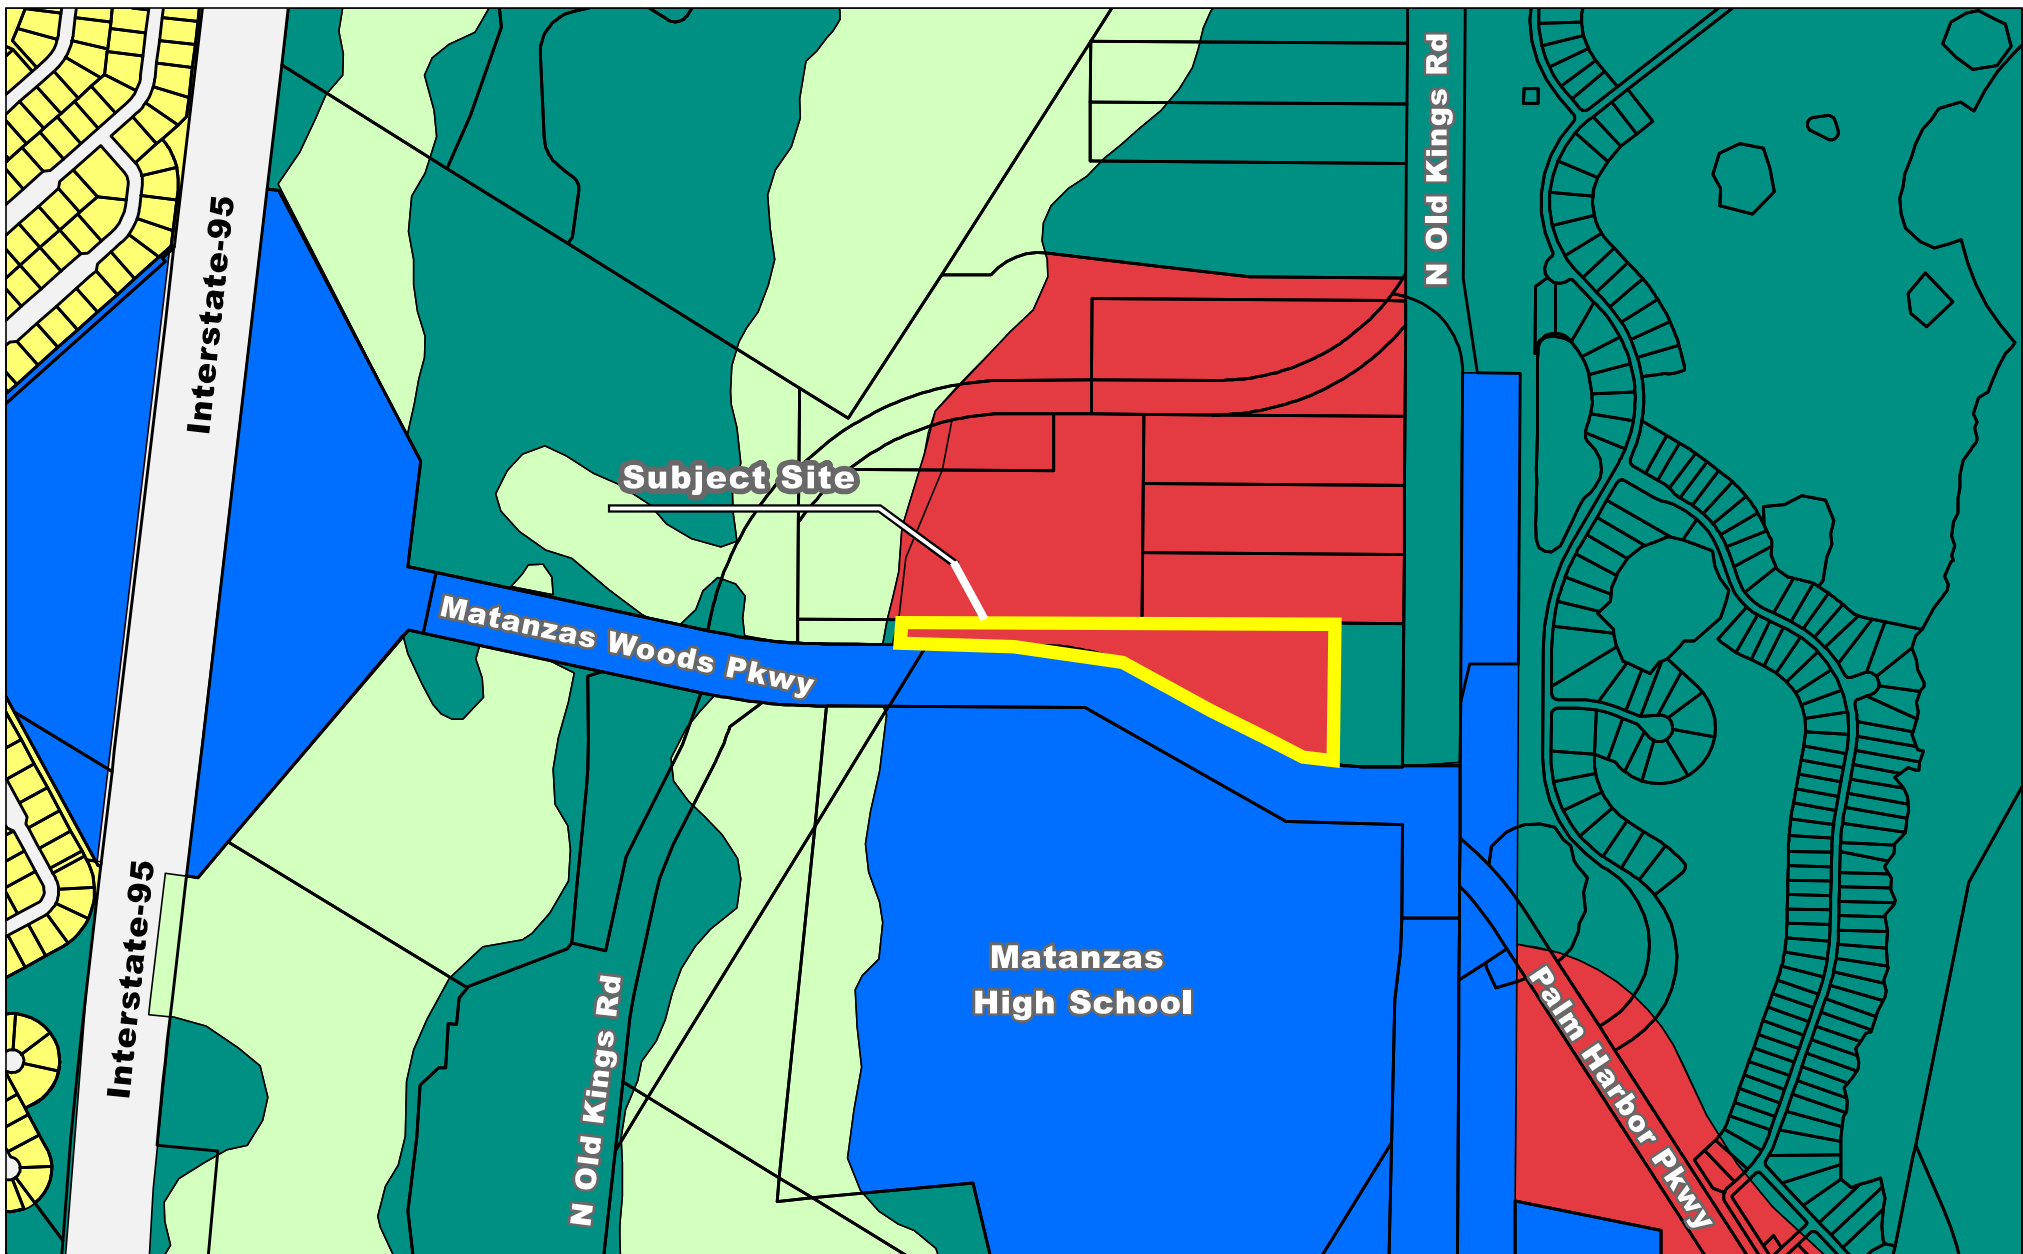 N Old Kings Rd
Interstate-95
Subject Site
Matanzas Woods Pkwy
Interstate-95
Matanzas
High School
N Old Kings Rd
Palm Harbor Pkwy